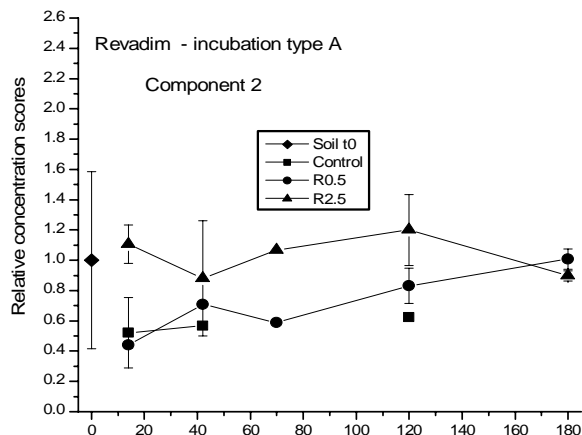 2.6
Revadim - incubation type A
2.4
2.2
Component 2
2.0
1.8
Soil t0
Control
R0.5
R2.5
1.6
1.4
1.2
1.0
0.8
0.6
0.4
0.2
0.0
Relative concentration scores
0 20 40 60 80 100 120 140 160 180